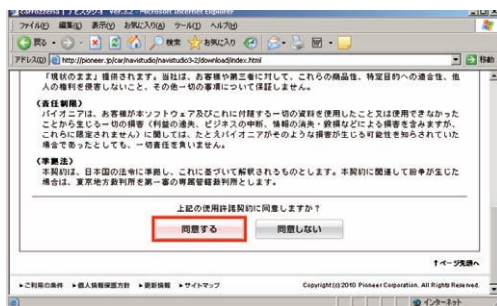 carrozzeria | ナビスタジオ Ver.3.2 - Microsoft Internet Explorer
ファイル(F) 編集(E) 表示(V) お気に入り(A) ツール(T) ヘルプ(H)
戻る 検索 お気に入り
アドレス(D) http://pioneer.jp/car/navistudio/navistudio3-2/download/index.html 移動
「現状のまま」提供されます。当社は、お客様や第三者に対して、これらの商品性、特定目的への適合性、他
人の権利を侵害しないこと、その他一切の事項について保証しません。
(責任制限)
パイオニアは、お客様が本ソフトウェア及びこれに付随する一切の資料を使用したこと又は使用できなかった
ことから生じる一切の損害(利益の逸失、ビジネスの中断、情報の消失・毀損などによる損害を含みますが、
これらに限定されません)に関しては、たとえパイオニアがそのような損害が生じる可能性を知らされていた
場合であったとしても、一切責任を負いません。
(準拠法)
本契約は、日本国の法令に準拠し、これに基づいて解釈されるものとします。本契約に関連して紛争が生じた
場合は、東京地方裁判所を第一審の専属管轄裁判所とします。
上記の使用許諾契約に同意しますか?
同意する 同意しない
↑ページ先頭へ
▶ご利用の条件 ▶個人情報保護方針 ▶更新情報 ▶サイトマップ Copyright(c)2010 Pioneer Corporation. All Rights Reserved.
インターネット